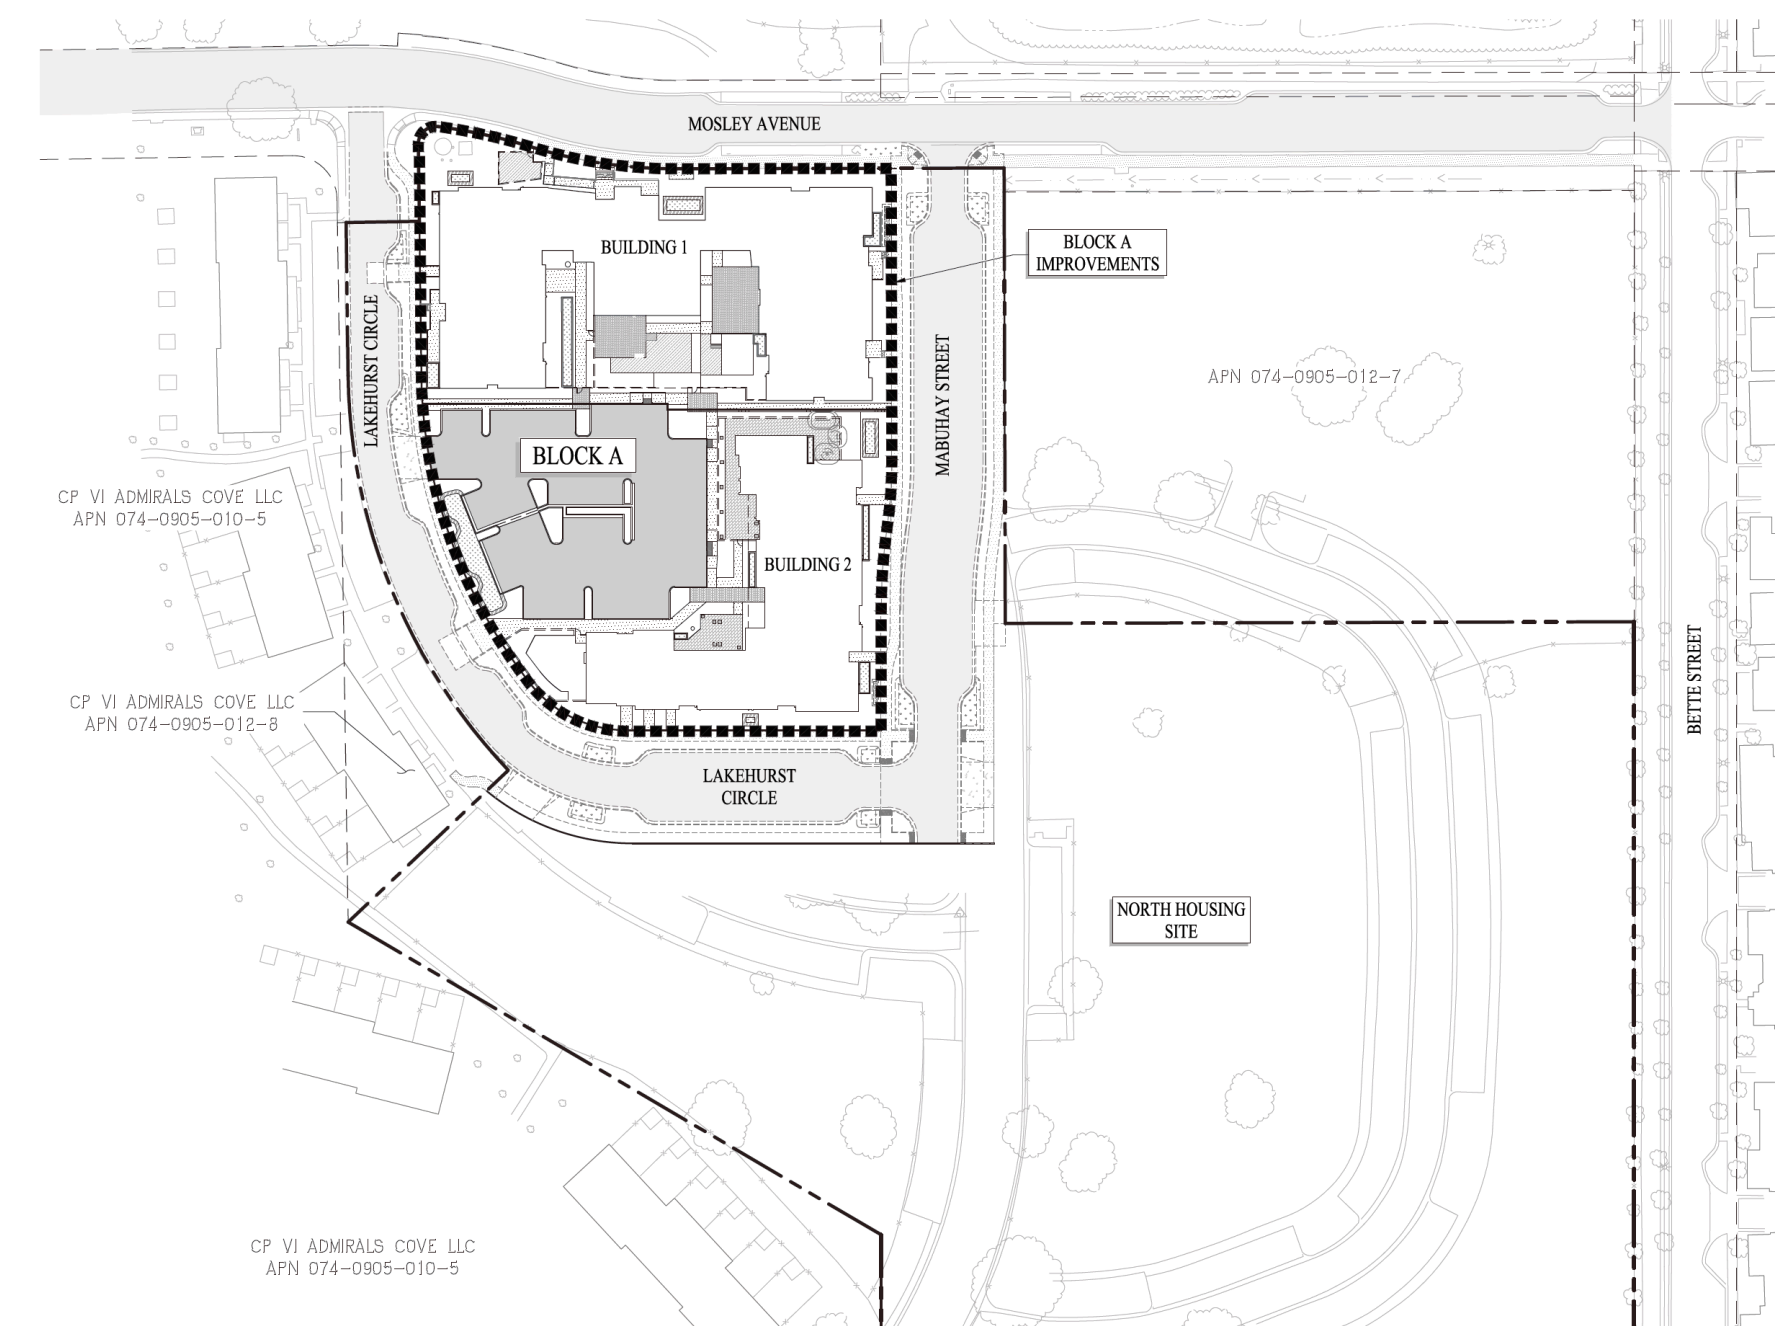 MOSLEY AVENUE
BUILDING 1
BLOCK A
IMPROVEMENTS
LAKEHURST CIRCLE
MABUHAY STREET
APN 074-0905-012-7
BLOCK A
CP VI ADMIRALS COVE LLC
APN 074-0905-010-5
BUILDING 2
BETTE STREET
CP VI ADMIRALS COVE LLC
APN 074-0905-012-8
LAKEHURST
CIRCLE
NORTH HOUSING
SITE
CP VI ADMIRALS COVE LLC
APN 074-0905-010-5